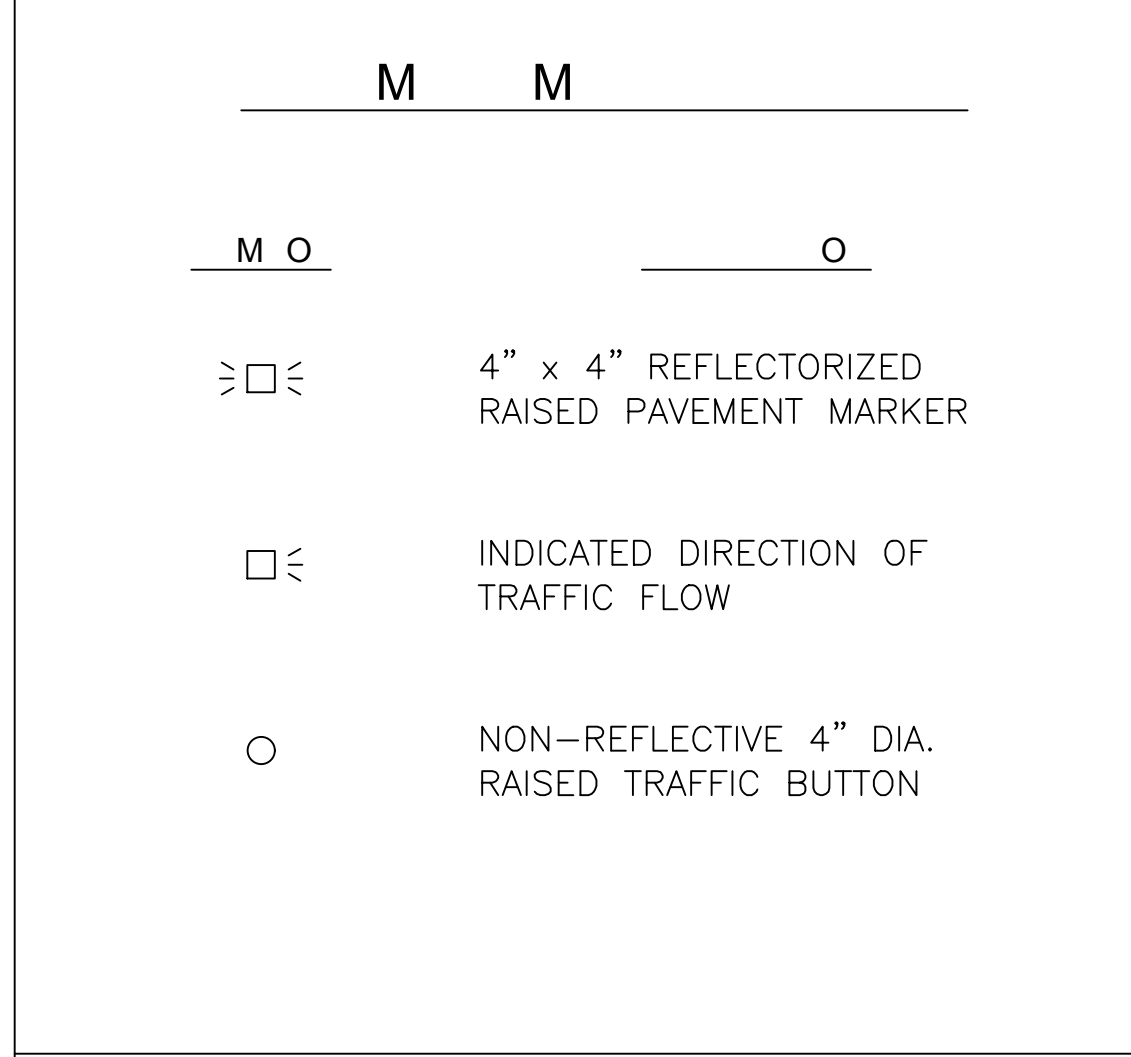 M M
M O O
4” x 4” REFLECTORIZED
RAISED PAVEMENT MARKER
INDICATED DIRECTION OF
TRAFFIC FLOW
NON–REFLECTIVE 4” DIA.
RAISED TRAFFIC BUTTON